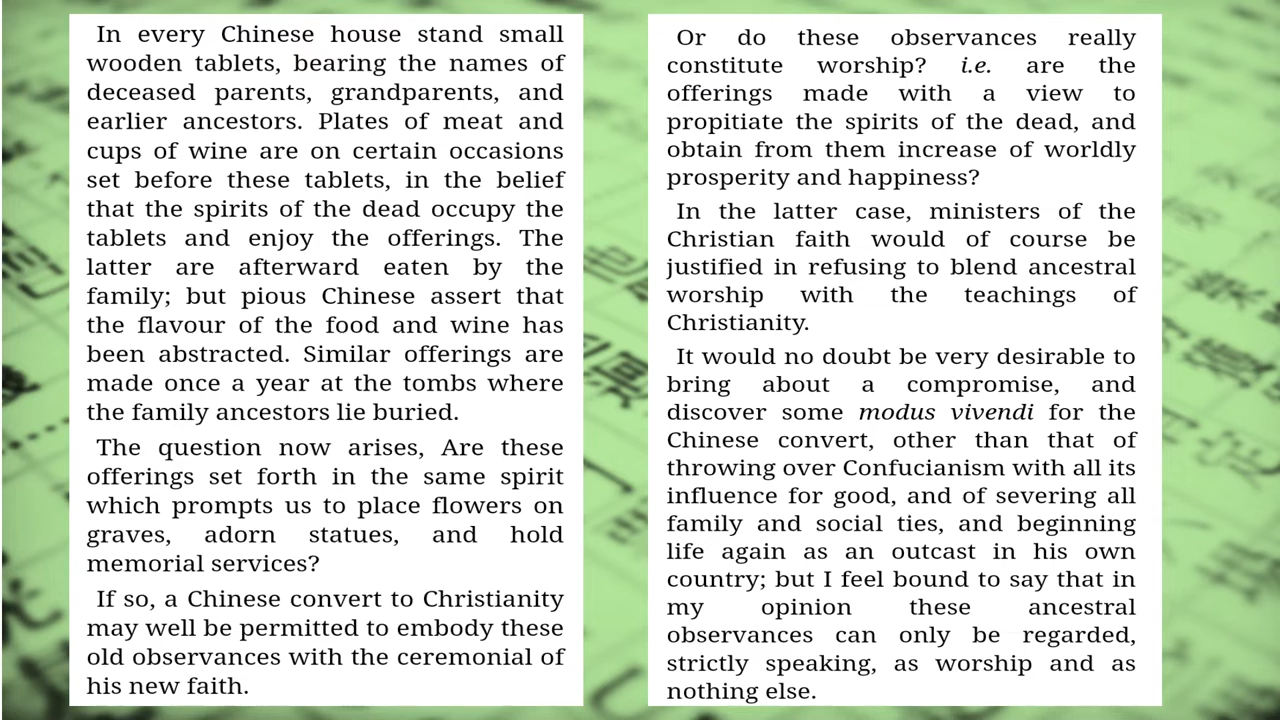 In every Chinese house stand small
wooden tablets, bearing the names of
deceased parents, grandparents, and
earlier ancestors. Plates of meat and
cups of wine are on certain occasions
set before these tablets, in the belief
that the spirits of the dead occupy the
tablets and enjoy the offerings. The
latter are afterward eaten by the
family; but pious Chinese assert that
the flavour of the food and wine has
been abstracted. Similar offerings are
made once a year at the tombs where
the family ancestors lie buried.
The question now arises, Are these
offerings set forth in the same spirit
which prompts us to place flowers on
graves, adorn statues, and hold
memorial services?
If so, a Chinese convert to Christianity
may well be permitted to embody these
old observances with the ceremonial of
his new faith.
Or do these observances really
constitute worship? i.e. are the
offerings made with a view to
propitiate the spirits of the dead, and
obtain from them increase of worldly
prosperity and happiness?
In the latter case, ministers of the
Christian faith would of course be
justified in refusing to blend ancestral
worship with the teachings of
Christianity.
It would no doubt be very desirable to
bring about a compromise, and
discover some modus vivendi for the
Chinese convert, other than that of
throwing over Confucianism with all its
influence for good, and of severing all
family and social ties, and beginning
life again as an outcast in his own
country; but I feel bound to say that in
my opinion these ancestral
observances can only be regarded,
strictly speaking, as worship and as
nothing else.